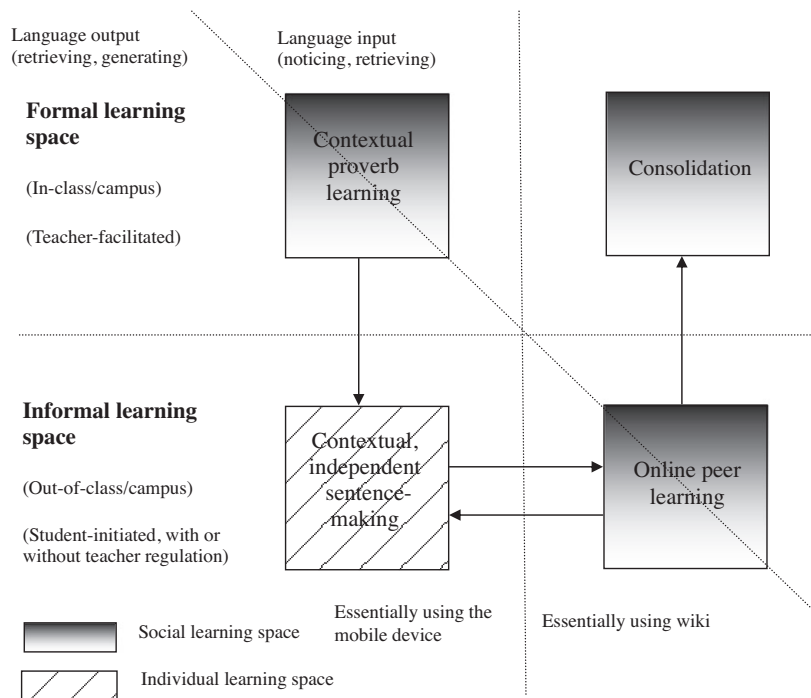 Language output
(retrieving, generating)
Language input
(noticing, retrieving)
Formal learning
space
(In-class/campus)
(Teacher-facilitated)
Contextual
proverb
learning
Consolidation
Informal learning
space
(Out-of-class/campus)
(Student-initiated, with or
without teacher regulation)
Contextual,
independent
sentence-
making
Online peer
learning
Essentially using the
mobile device
Essentially using wiki
Social learning space
Individual learning space